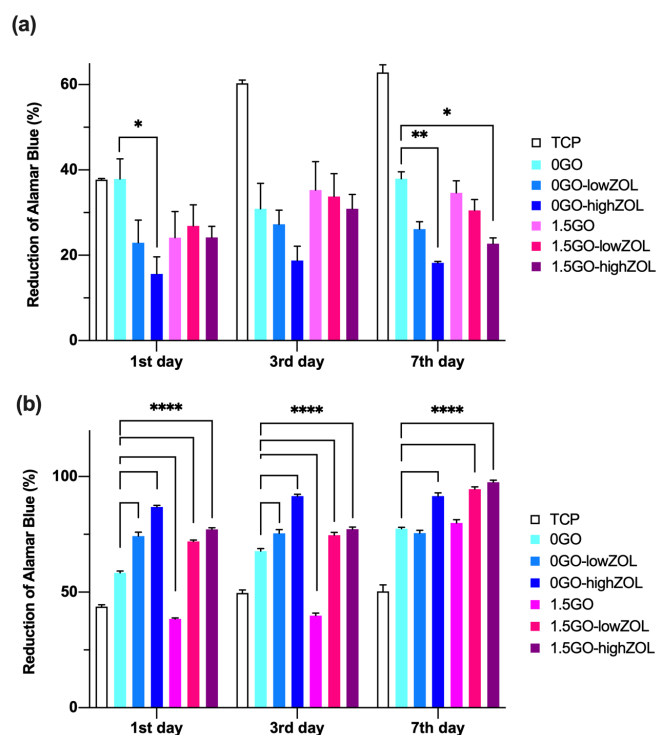 (a)
Reduction of Alamar Blue (%)
60
40
20
0
*
**
*
1st day
3rd day
7th day
TCP
0GO
0GO-lowZOL
0GO-highZOL
1.5GO
1.5GO-lowZOL
1.5GO-highZOL
(b)
Reduction of Alamar Blue (%)
100
50
0
****
****
****
1st day
3rd day
7th day
TCP
0GO
0GO-lowZOL
0GO-highZOL
1.5GO
1.5GO-lowZOL
1.5GO-highZOL